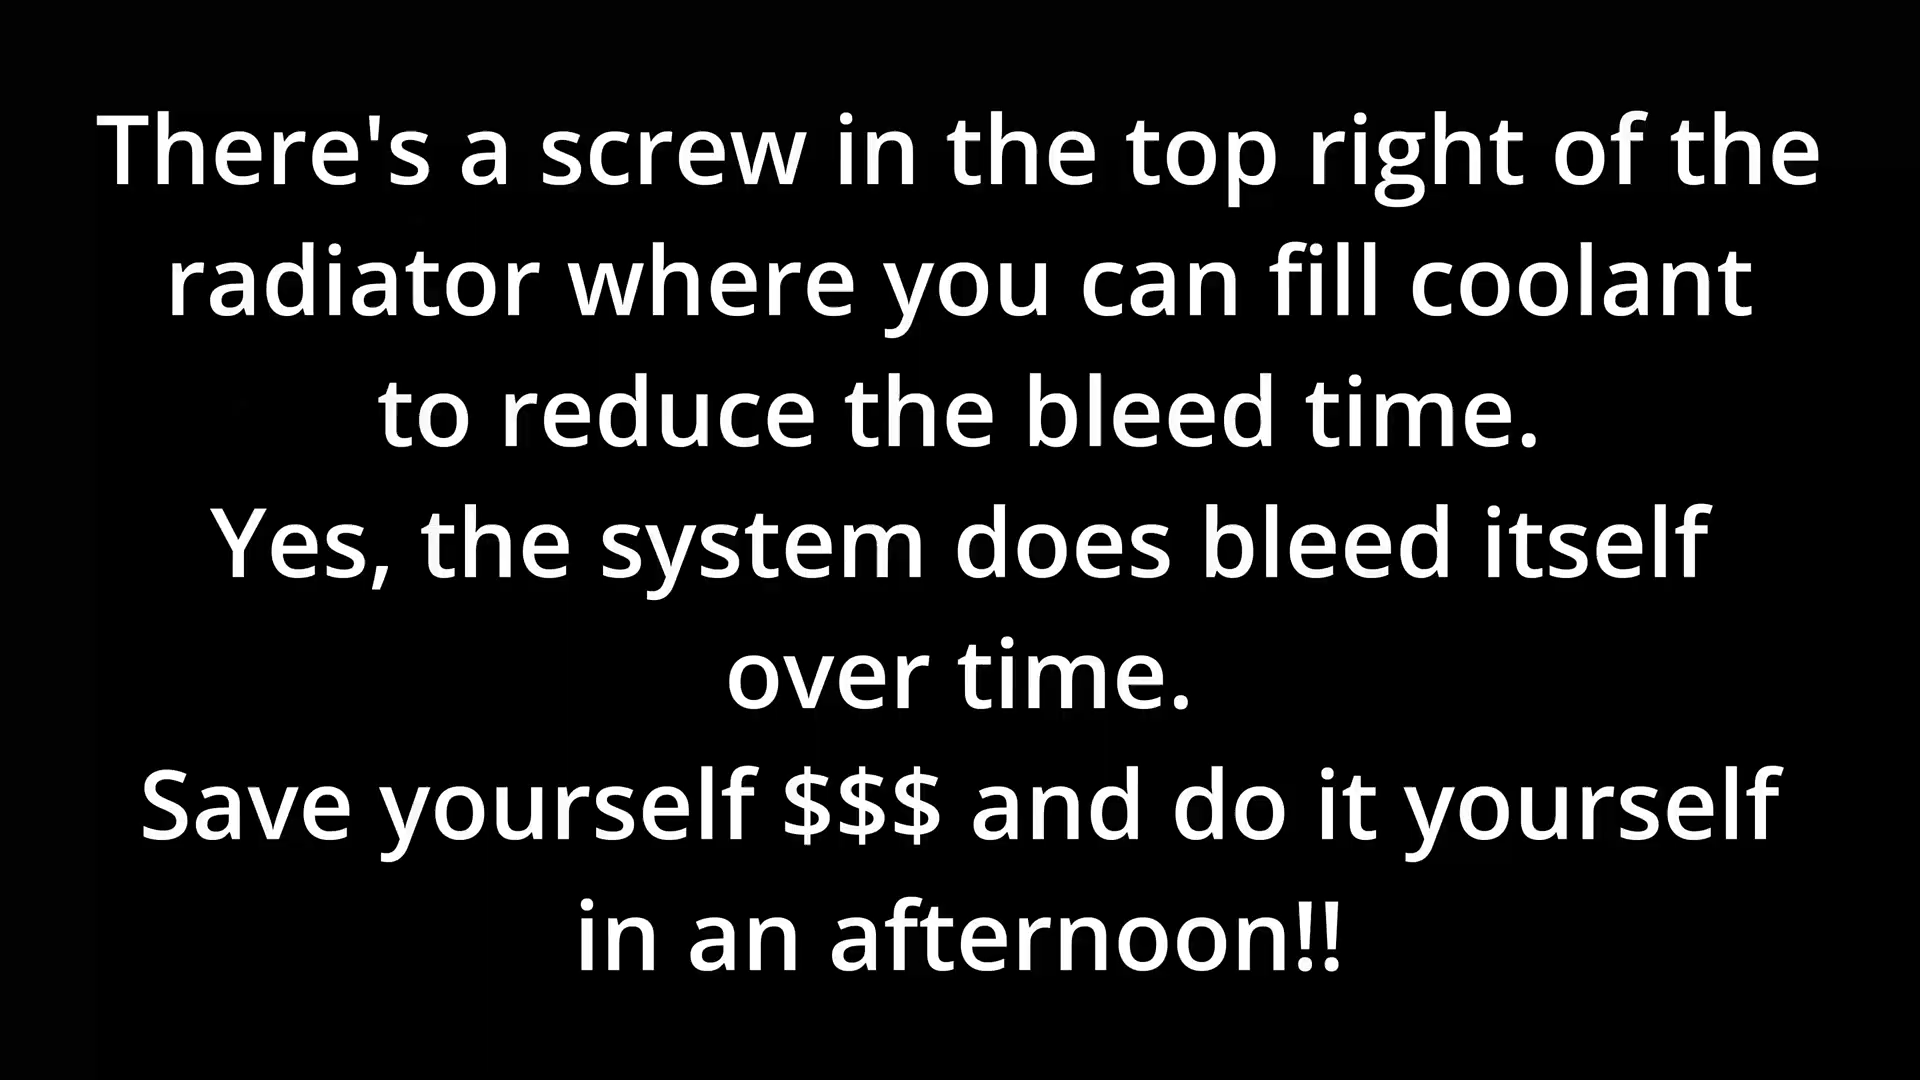 There's a screw in the top right of the
radiator where you can fill coolant
to reduce the bleed time.
Yes, the system does bleed itself
over time.
Save yourself $$$ and do it yourself
in an afternoon!!